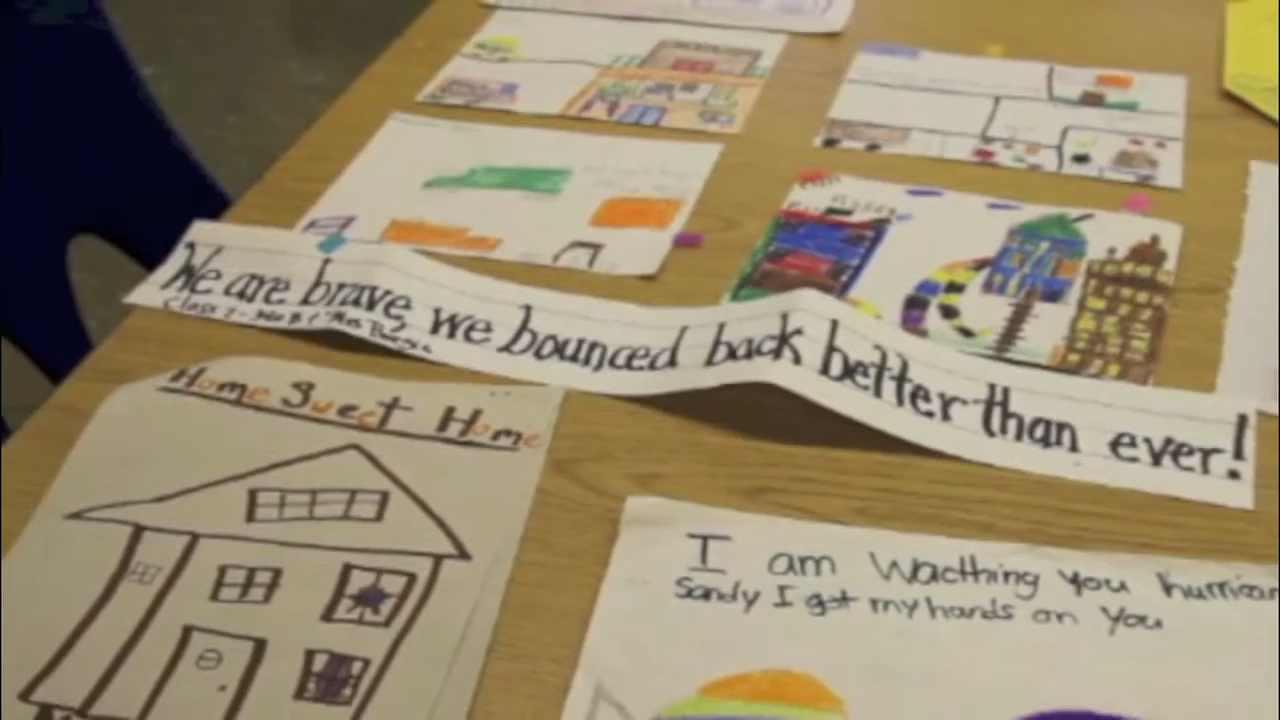 We are brave, we bounced back better than ever!
Home Sweet Home
I am Wacthing you hurrican
Sandy I got my hands on You